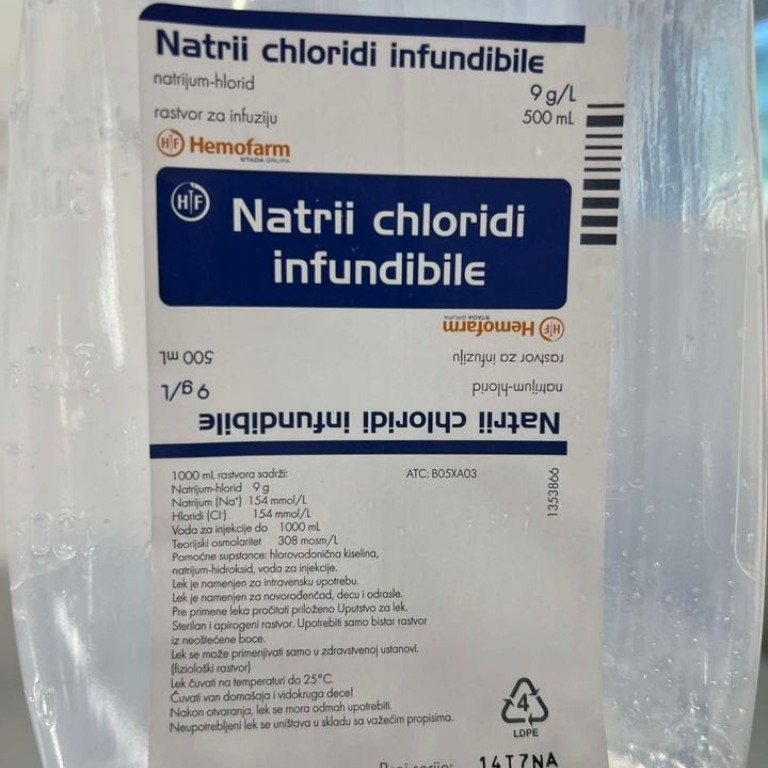 Natrii chloridi infundibile
natrijum-hlorid
9 g/L
rastvor za infuziju
500 mL
HF Hemofarm
STADA GRUPA
HF
Natrii chloridi
infundibile
HF Hemofarm
STADA GRUPA
rastvor za infuziju
500 mL
natrijum-hlorid
9 g/L
Natrii chloridi infundibile
1000 mL rastvora sadrži:
ATC: B05XA03
Natrijum-hlorid 9 g
Natrijum (Na⁺) 154 mmol/L
Hloridi (Cl⁻) 154 mmol/L
Voda za injekcije do 1000 mL
Teorijski osmolaritet 308 mosm/L
Pomoćne supstance: hlorovodonična kiselina,
natrijum-hidroksid, voda za injekcije.
Lek je namenjen za intravensku upotrebu.
Lek je namenjen za novorođenčad, decu i odrasle.
Pre primene leka pročitati priloženo Uputstvo za lek.
Sterilan i apirogeni rastvor. Upotrebiti samo bistar rastvor
iz neoštećene boce.
Lek se može primenjivati samo u zdravstvenoj ustanovi.
(fiziološki rastvor)
Lek čuvati na temperaturi do 25°C.
Čuvati van domašaja i vidokruga dece!
Nakon otvaranja, lek se mora odmah upotrebiti.
Neupotrebljeni lek se uništava u skladu sa važećim propisima.
1353866
4
LDPE
14T7NA